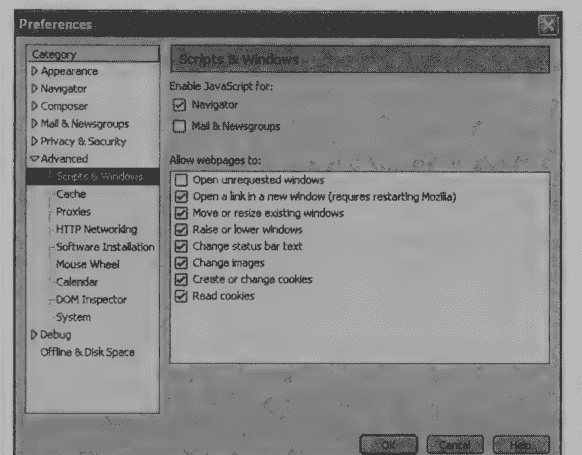 Preferences
Category
Appearance
Navigator
Composer
Mail & Newsgroups
Privacy & Security
Advanced
Scripts & Windows
Cache
Proxies
HTTP Networking
Software Installation
Mouse Wheel
Calendar
DOM Inspector
System
Debug
Offline & Disk Space
Scripts & Windows
Enable JavaScript for:
Navigator
Mail & Newsgroups
Allow webpages to:
Open unrequested windows
Open a link in a new window (requires restarting Mozilla)
Move or resize existing windows
Raise or lower windows
Change status bar text
Change images
Create or change cookies
Read cookies
OK Cancel Help